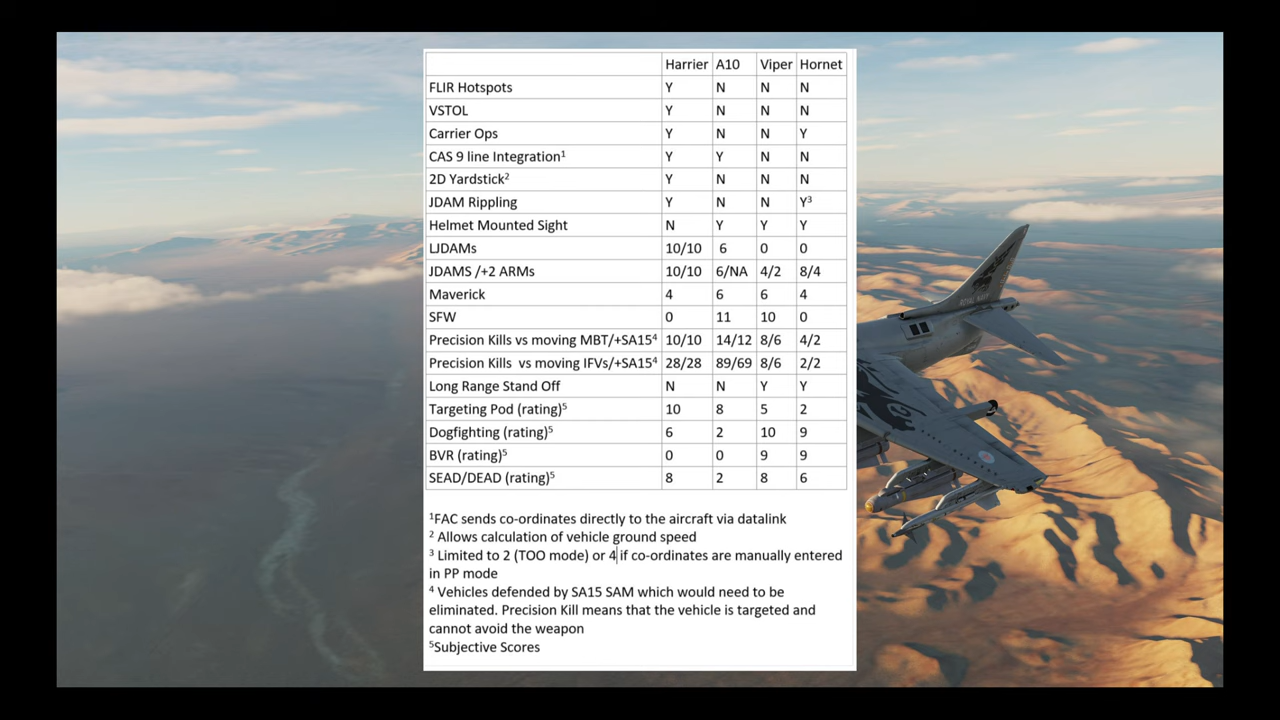 Harrier A10 Viper Hornet
FLIR Hotspots Y N N N
VSTOL Y N N N
Carrier Ops Y N N Y
CAS 9 line Integration¹ Y Y N N
2D Yardstick² Y N N N
JDAM Rippling Y N N Y³
Helmet Mounted Sight N Y Y Y
LJDAMs 10/10 6 0 0
JDAMS /+2 ARMs 10/10 6/NA 4/2 8/4
Maverick 4 6 6 4
SFW 0 11 10 0
Precision Kills vs moving MBT/+SA15⁴ 10/10 14/12 8/6 4/2
Precision Kills vs moving IFVs/+SA15⁴ 28/28 89/69 8/6 2/2
Long Range Stand Off N N Y Y
Targeting Pod (rating)⁵ 10 8 5 2
Dogfighting (rating)⁵ 6 2 10 9
BVR (rating)⁵ 0 0 9 9
SEAD/DEAD (rating)⁵ 8 2 8 6
¹FAC sends co-ordinates directly to the aircraft via datalink
² Allows calculation of vehicle ground speed
³ Limited to 2 (TOO mode) or 4 if co-ordinates are manually entered
in PP mode
⁴ Vehicles defended by SA15 SAM which would need to be
eliminated. Precision Kill means that the vehicle is targeted and
cannot avoid the weapon
⁵Subjective Scores
ROYAL NAVY